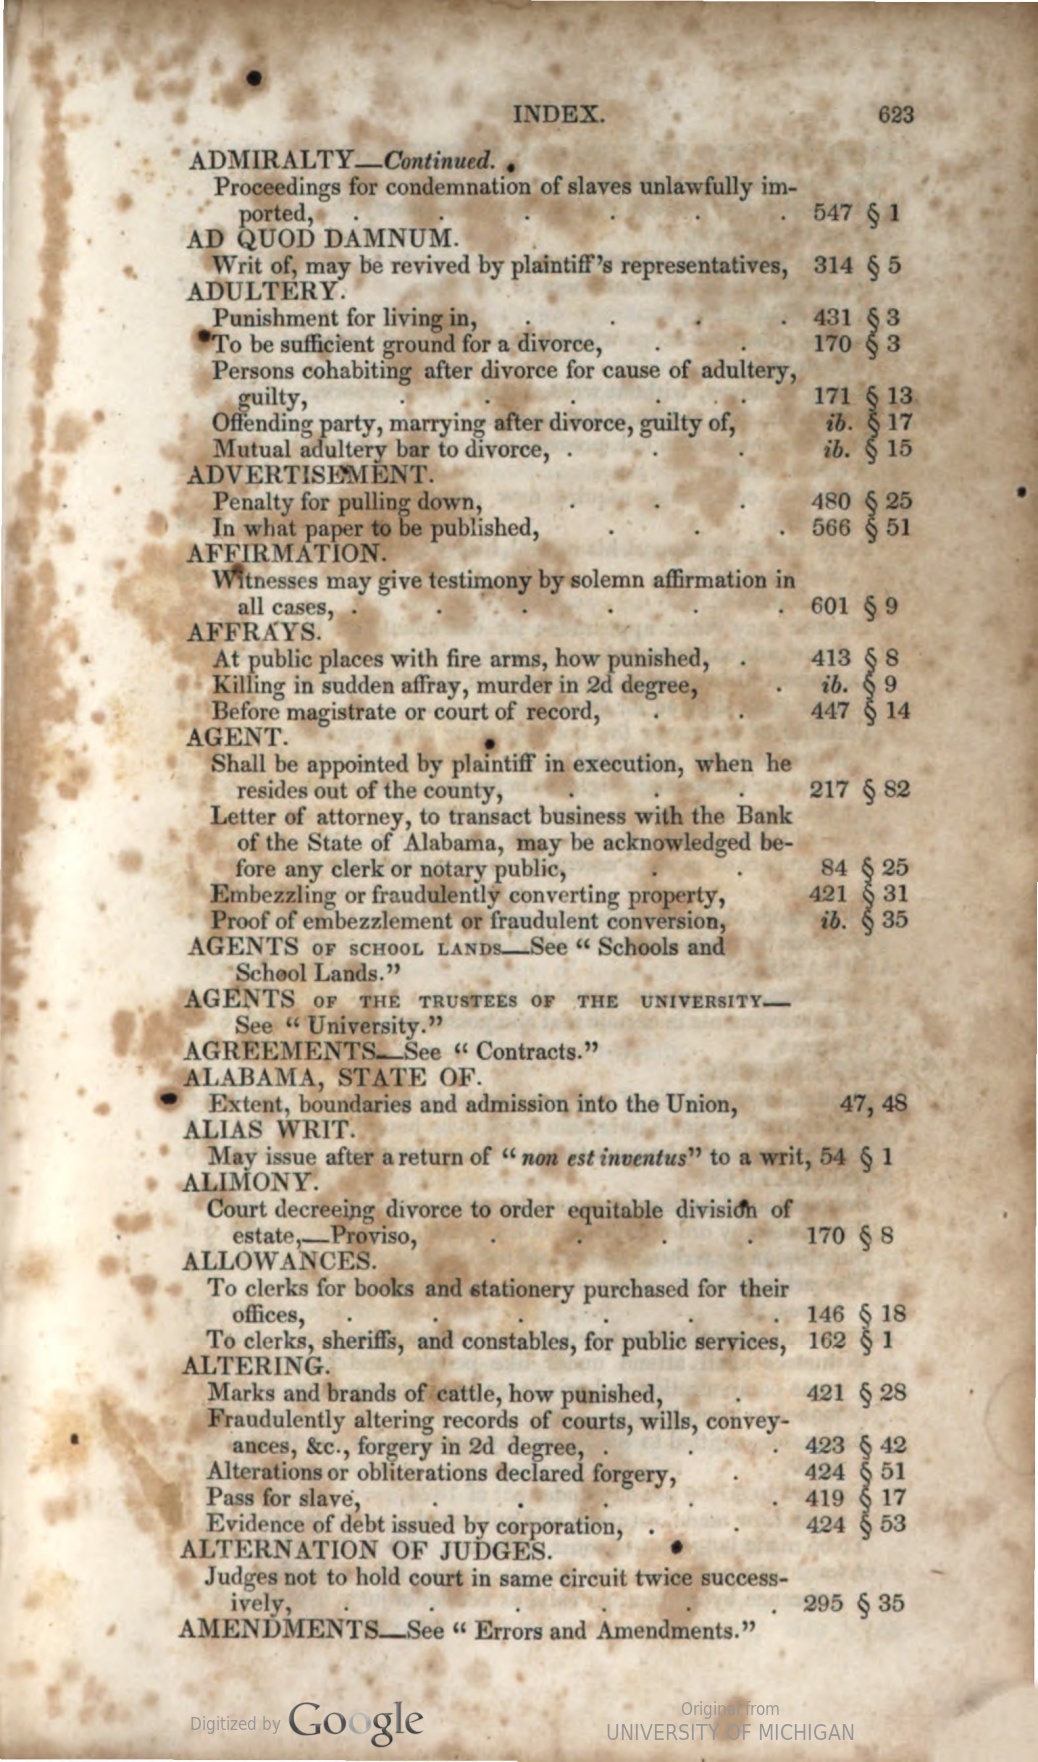 INDEX. 623
ADMIRALTY—Continued.
Proceedings for condemnation of slaves unlawfully im-
ported, . . . . . . 547 § 1
AD QUOD DAMNUM.
Writ of, may be revived by plaintiff's representatives, 314 § 5
ADULTERY.
Punishment for living in, . . . . 431 § 3
To be sufficient ground for a divorce, . . 170 § 3
Persons cohabiting after divorce for cause of adultery,
guilty, . . . . . 171 § 13
Offending party, marrying after divorce, guilty of, ib. § 17
Mutual adultery bar to divorce, . . . ib. § 15
ADVERTISEMENT.
Penalty for pulling down, . . . 480 § 25
In what paper to be published, . . . 566 § 51
AFFIRMATION.
Witnesses may give testimony by solemn affirmation in
all cases, . . . . . . 601 § 9
AFFRAYS.
At public places with fire arms, how punished, . 413 § 8
Killing in sudden affray, murder in 2d degree, . ib. § 9
Before magistrate or court of record, . . 447 § 14
AGENT.
Shall be appointed by plaintiff in execution, when he
resides out of the county, . . . 217 § 82
Letter of attorney, to transact business with the Bank
of the State of Alabama, may be acknowledged be-
fore any clerk or notary public, . . 84 § 25
Embezzling or fraudulently converting property, 421 § 31
Proof of embezzlement or fraudulent conversion, ib. § 35
AGENTS OF SCHOOL LANDS—See “ Schools and
School Lands.”
AGENTS OF THE TRUSTEES OF THE UNIVERSITY—
See “ University.”
AGREEMENTS—See “ Contracts.”
ALABAMA, STATE OF.
Extent, boundaries and admission into the Union, 47, 48
ALIAS WRIT.
May issue after a return of “ non est inventus” to a writ, 54 § 1
ALIMONY.
Court decreeing divorce to order equitable division of
estate,—Proviso, . . . . 170 § 8
ALLOWANCES.
To clerks for books and stationery purchased for their
offices, . . . . . . 146 § 18
To clerks, sheriffs, and constables, for public services, 162 § 1
ALTERING.
Marks and brands of cattle, how punished, . 421 § 28
Fraudulently altering records of courts, wills, convey-
ances, &c., forgery in 2d degree, . . . 423 § 42
Alterations or obliterations declared forgery, . 424 § 51
Pass for slave, . . . . . 419 § 17
Evidence of debt issued by corporation, . . 424 § 53
ALTERNATION OF JUDGES.
Judges not to hold court in same circuit twice success-
ively, . . . . . . 295 § 35
AMENDMENTS—See “ Errors and Amendments.”
Digitized by Google
Original from
UNIVERSITY OF MICHIGAN